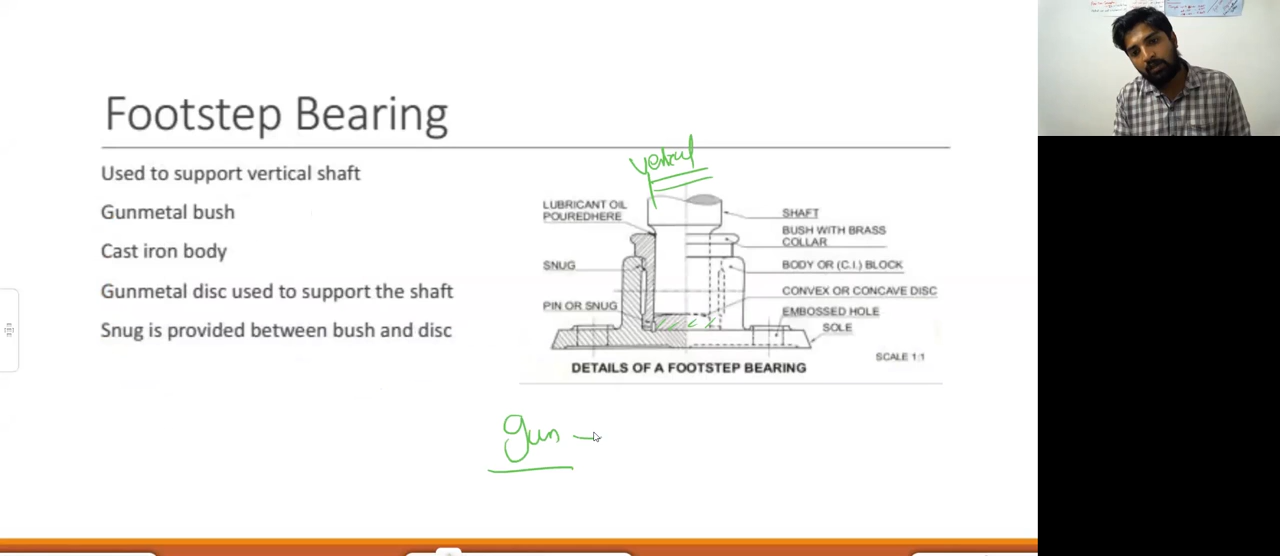 Footstep Bearing
Used to support vertical shaft
Gunmetal bush
Cast iron body
Gunmetal disc used to support the shaft
Snug is provided between bush and disc
vertical
LUBRICANT OIL
POUREDHERE
SNUG
PIN OR SNUG
SHAFT
BUSH WITH BRASS
COLLAR
BODY OR (C.I.) BLOCK
CONVEX OR CONCAVE DISC
EMBOSSED HOLE
SOLE
SCALE 1:1
DETAILS OF A FOOTSTEP BEARING
gun